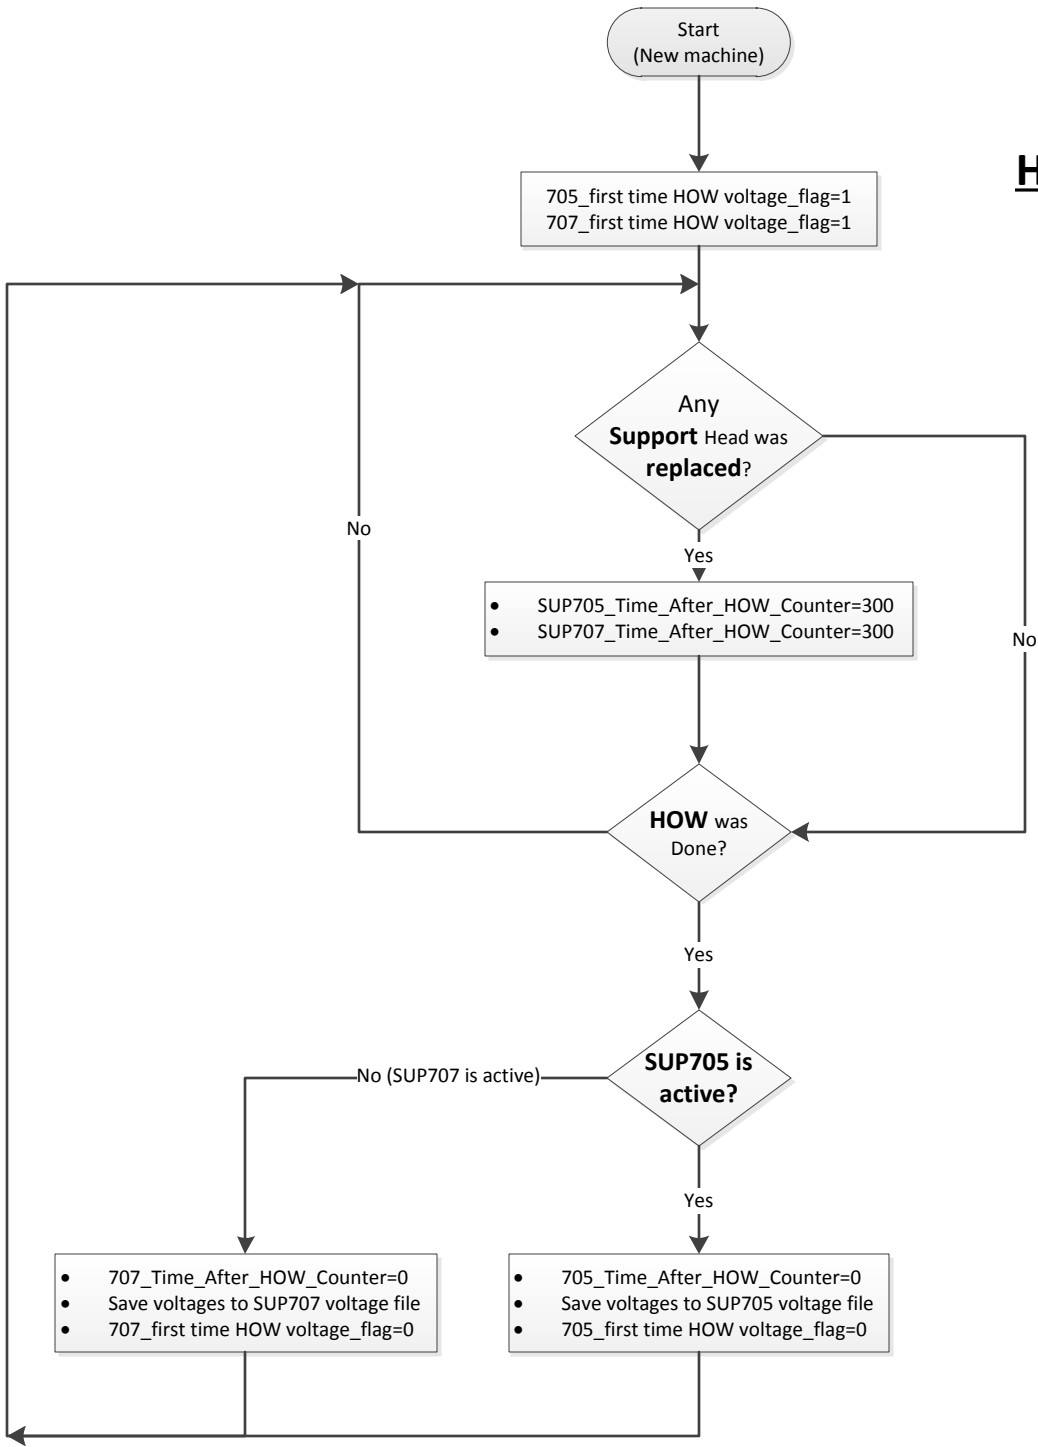 Start
(New machine)
H
705_first time HOW voltage_flag=1
707_first time HOW voltage_flag=1
Any
Support Head was
replaced?
No
Yes
• SUP705_Time_After_HOW_Counter=300
• SUP707_Time_After_HOW_Counter=300
No
HOW was
Done?
Yes
SUP705 is
active?
No (SUP707 is active)
Yes
• 707_Time_After_HOW_Counter=0
• Save voltages to SUP707 voltage file
• 707_first time HOW voltage_flag=0
• 705_Time_After_HOW_Counter=0
• Save voltages to SUP705 voltage file
• 705_first time HOW voltage_flag=0